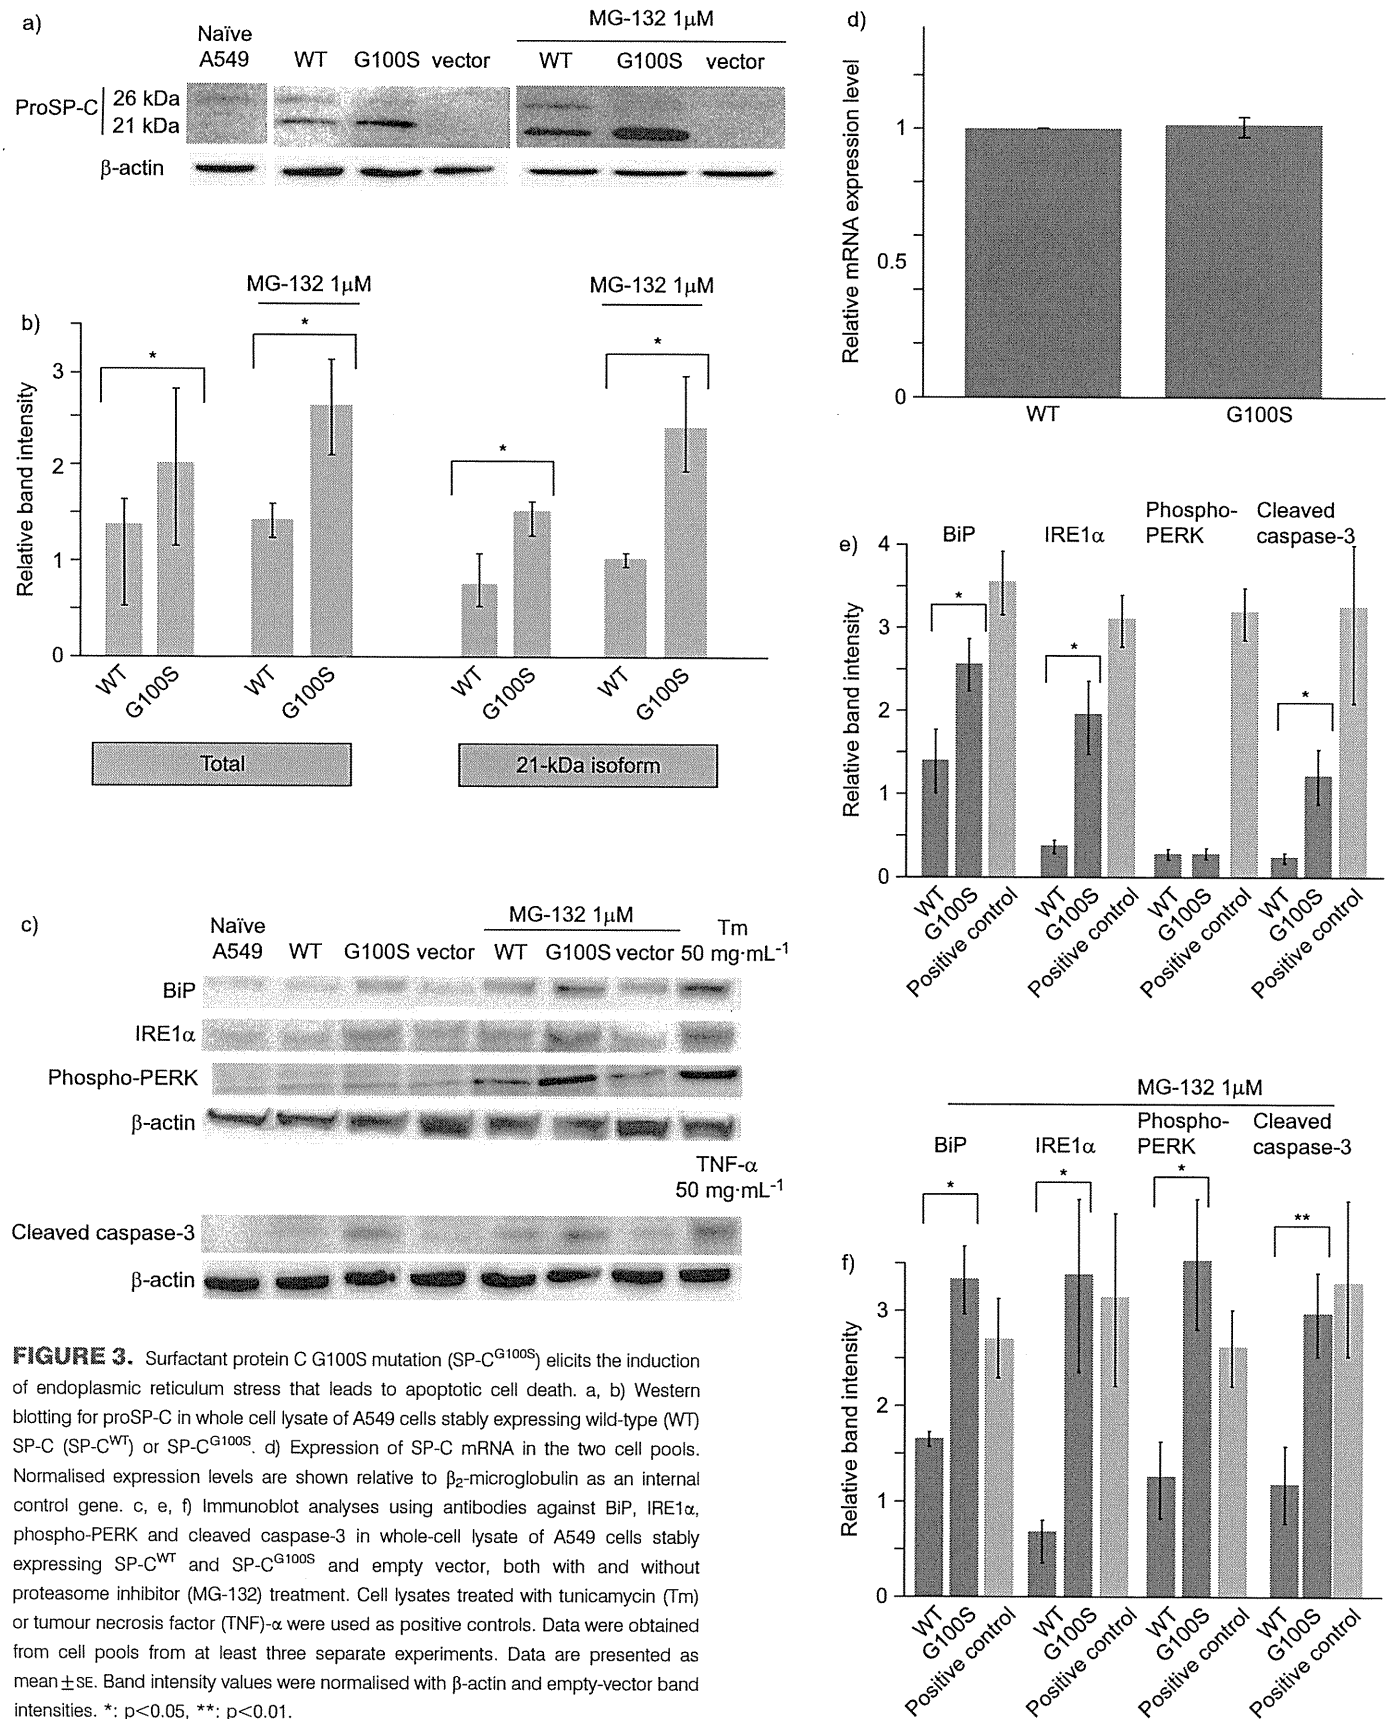 a)
Naïve
A549
WT
G100S
vector
MG-132 1µM
WT
G100S
vector
ProSP-C
26 kDa
21 kDa
β-actin
b)
MG-132 1µM
MG-132 1µM
*
*
*
*
Relative band intensity
3
2
1
0
WT
G100S
WT
G100S
WT
G100S
WT
G100S
Total
21-kDa isoform
c)
Naïve
A549
WT
G100S
vector
MG-132 1µM
WT
G100S
vector
Tm
50 mg·mL-1
BiP
IRE1α
Phospho-PERK
β-actin
TNF-α
50 mg·mL-1
Cleaved caspase-3
β-actin
d)
Relative mRNA expression level
1
0.5
0
WT
G100S
e)
BiP
IRE1α
Phospho-
PERK
Cleaved
caspase-3
*
*
*
Relative band intensity
4
3
2
1
0
WT
G100S
Positive control
WT
G100S
Positive control
WT
G100S
Positive control
WT
G100S
Positive control
f)
MG-132 1µM
BiP
IRE1α
Phospho-
PERK
Cleaved
caspase-3
*
*
*
**
Relative band intensity
3
2
1
0
WT
G100S
Positive control
WT
G100S
Positive control
WT
G100S
Positive control
WT
G100S
Positive control
FIGURE 3. Surfactant protein C G100S mutation (SP-CG100S) elicits the induction
of endoplasmic reticulum stress that leads to apoptotic cell death. a, b) Western
blotting for proSP-C in whole cell lysate of A549 cells stably expressing wild-type (WT)
SP-C (SP-CWT) or SP-CG100S. d) Expression of SP-C mRNA in the two cell pools.
Normalised expression levels are shown relative to β2-microglobulin as an internal
control gene. c, e, f) Immunoblot analyses using antibodies against BiP, IRE1α,
phospho-PERK and cleaved caspase-3 in whole-cell lysate of A549 cells stably
expressing SP-CWT and SP-CG100S and empty vector, both with and without
proteasome inhibitor (MG-132) treatment. Cell lysates treated with tunicamycin (Tm)
or tumour necrosis factor (TNF)-α were used as positive controls. Data were obtained
from cell pools from at least three separate experiments. Data are presented as
mean±SE. Band intensity values were normalised with β-actin and empty-vector band
intensities. *: p<0.05, **: p<0.01.